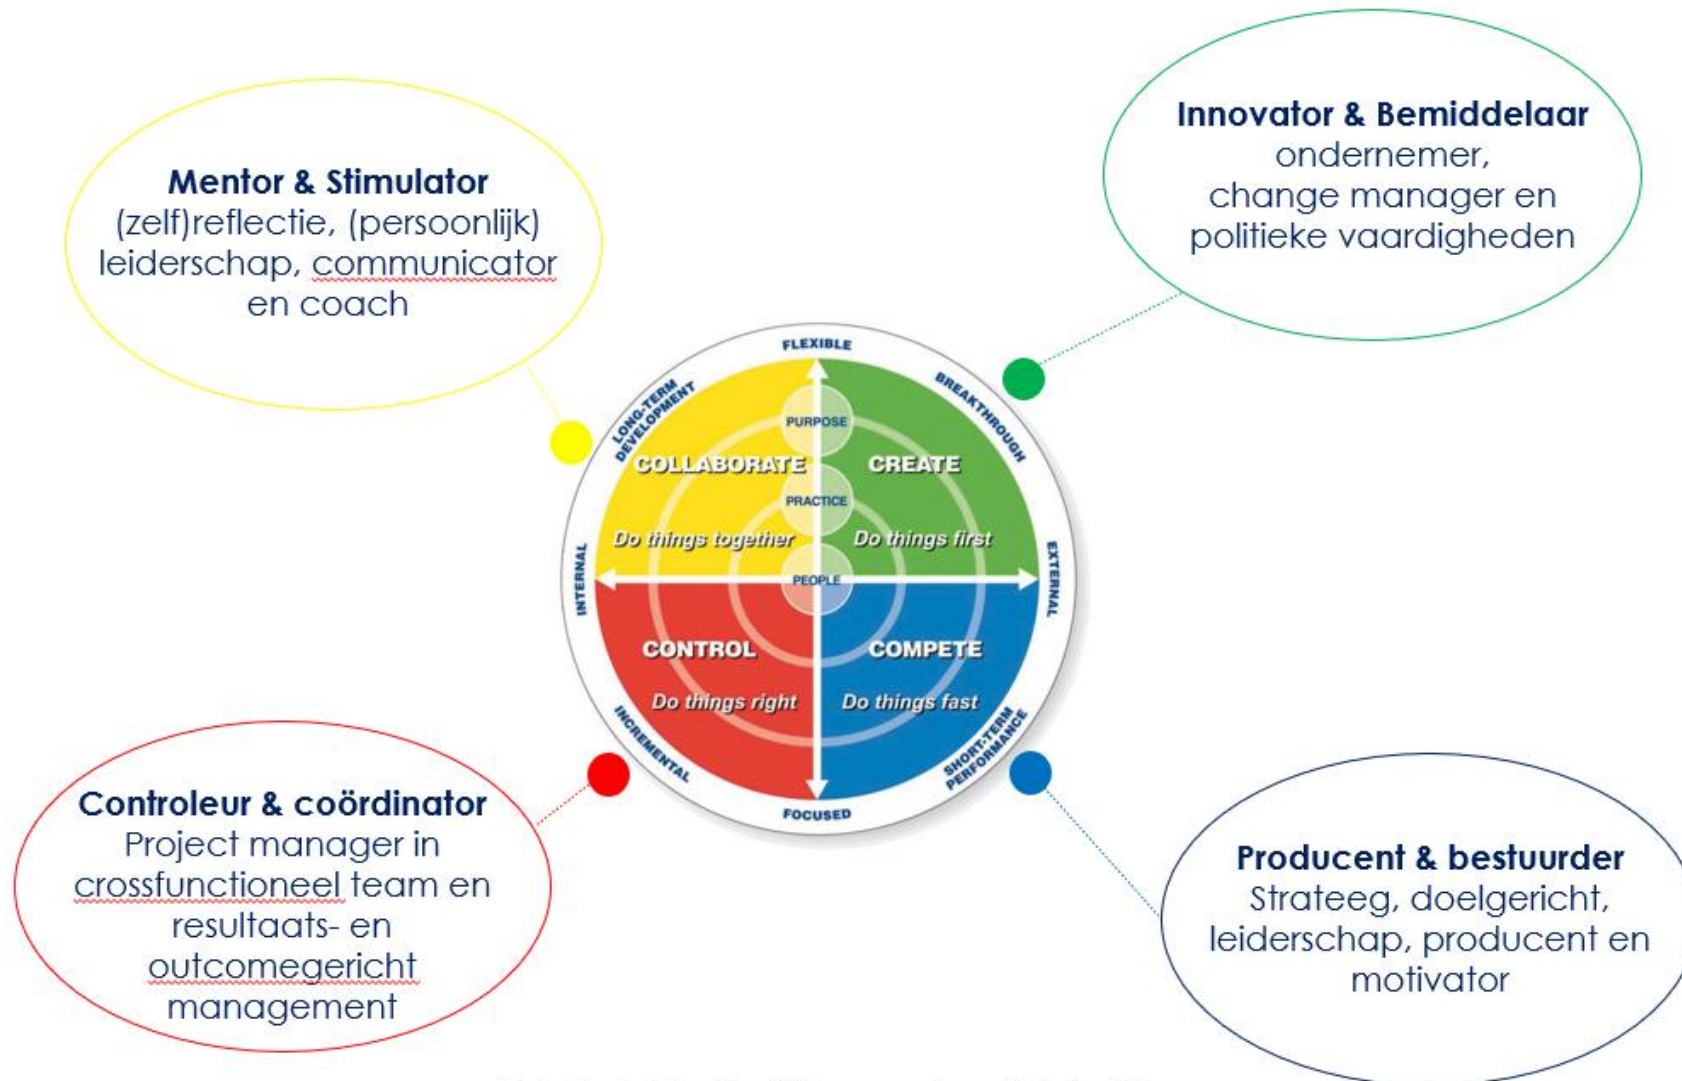 Mentor & Stimulator
(zelf)reflectie, (persoonlijk)
leiderschap, communicator
en coach
Innovator & Bemiddelaar
ondernemer,
change manager en
politieke vaardigheden
FLEXIBLE
LONG-TERM
DEVELOPMENT
BREAKTHROUGH
PURPOSE
COLLABORATE
CREATE
PRACTICE
Do things together
Do things first
INTERNAL
PEOPLE
EXTERNAL
CONTROL
COMPETE
Do things right
Do things fast
INCREMENTAL
SHORT-TERM
PERFORMANCE
FOCUSED
Controleur & coördinator
Project manager in
crossfunctioneel team en
resultaats- en
outcomegericht
management
Producent & bestuurder
Strateeg, doelgericht,
leiderschap, producent en
motivator